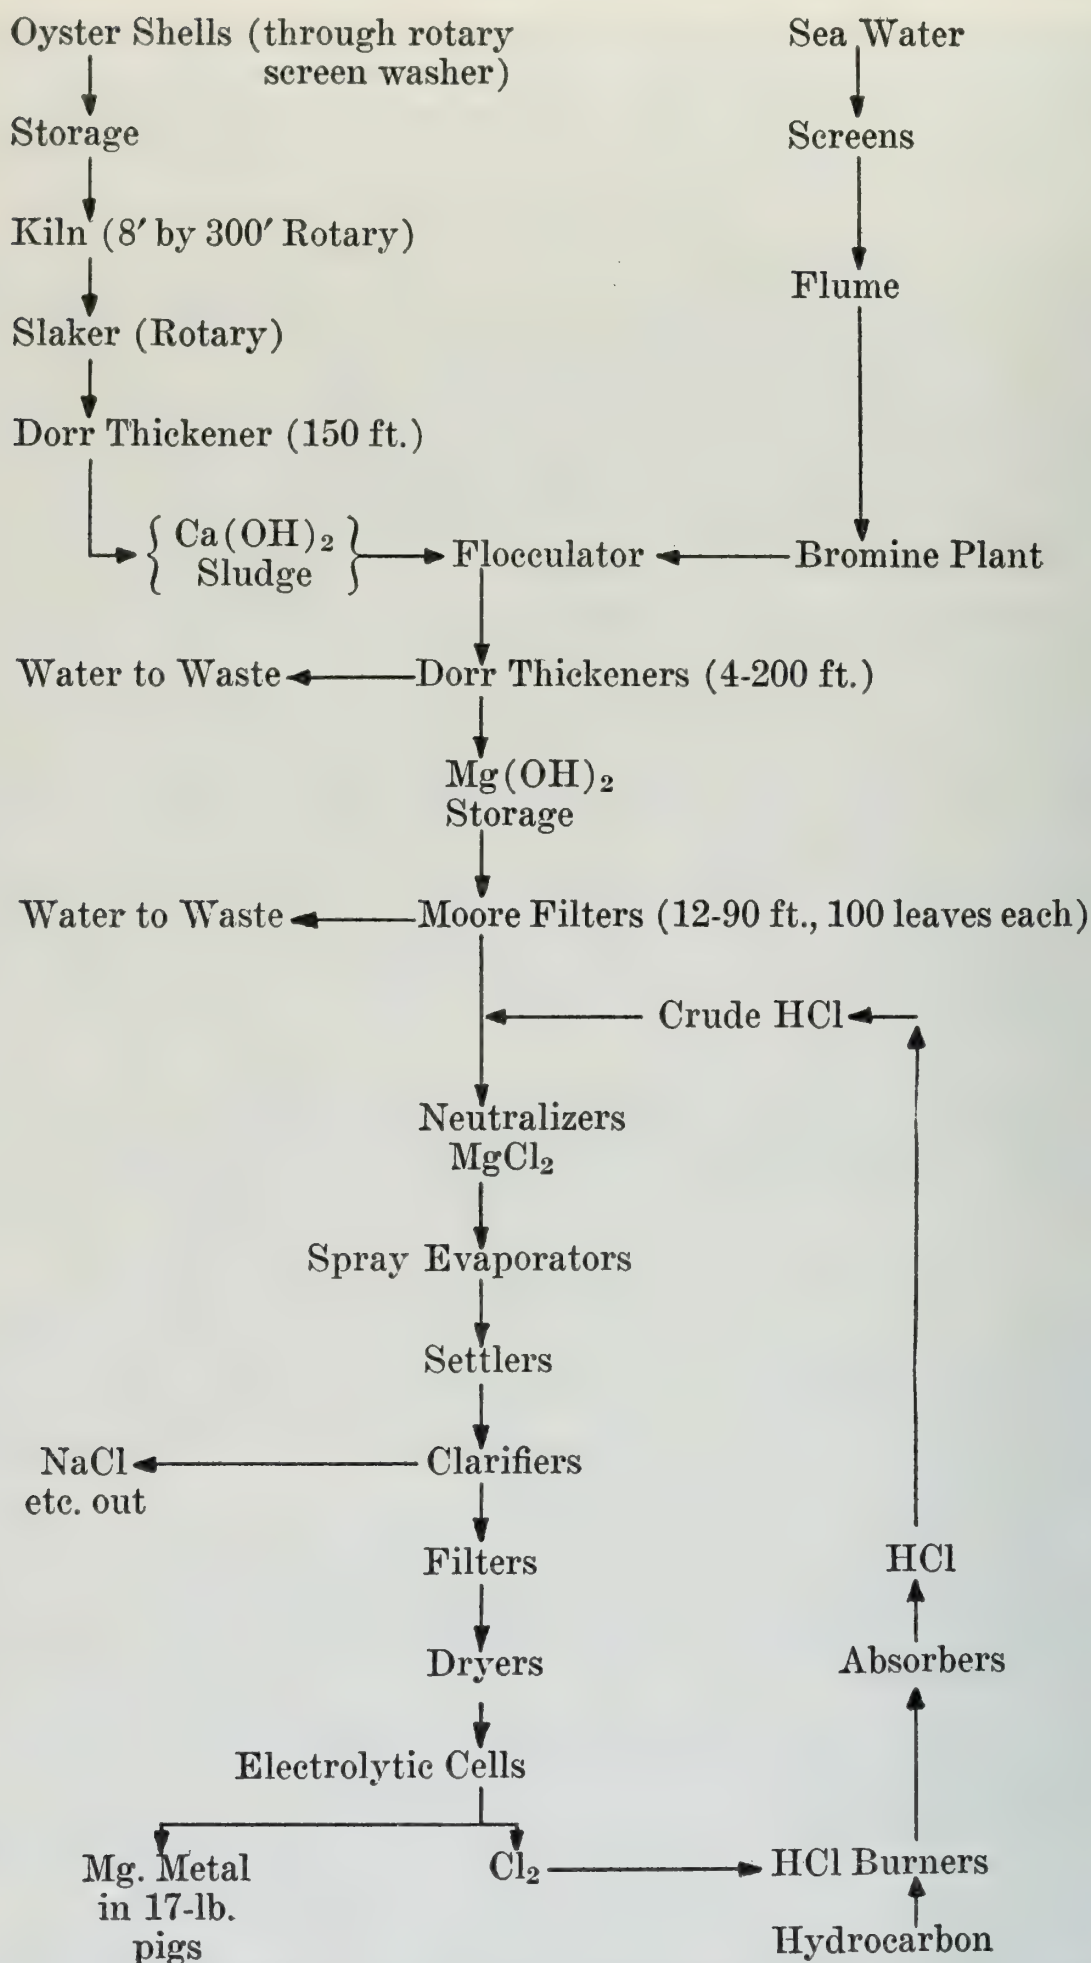 Oyster Shells (through rotary
screen washer)
Sea Water
Storage
Screens
Kiln (8′ by 300′ Rotary)
Flume
Slaker (Rotary)
Dorr Thickener (150 ft.)
{ Ca(OH)₂
Sludge }
Flocculator
Bromine Plant
Water to Waste
Dorr Thickeners (4-200 ft.)
Mg(OH)₂
Storage
Water to Waste
Moore Filters (12-90 ft., 100 leaves each)
Crude HCl
Neutralizers
MgCl₂
Spray Evaporators
Settlers
NaCl
etc. out
Clarifiers
Filters
HCl
Dryers
Absorbers
Electrolytic Cells
Mg. Metal
in 17-lb.
pigs
Cl₂
HCl Burners
Hydrocarbon